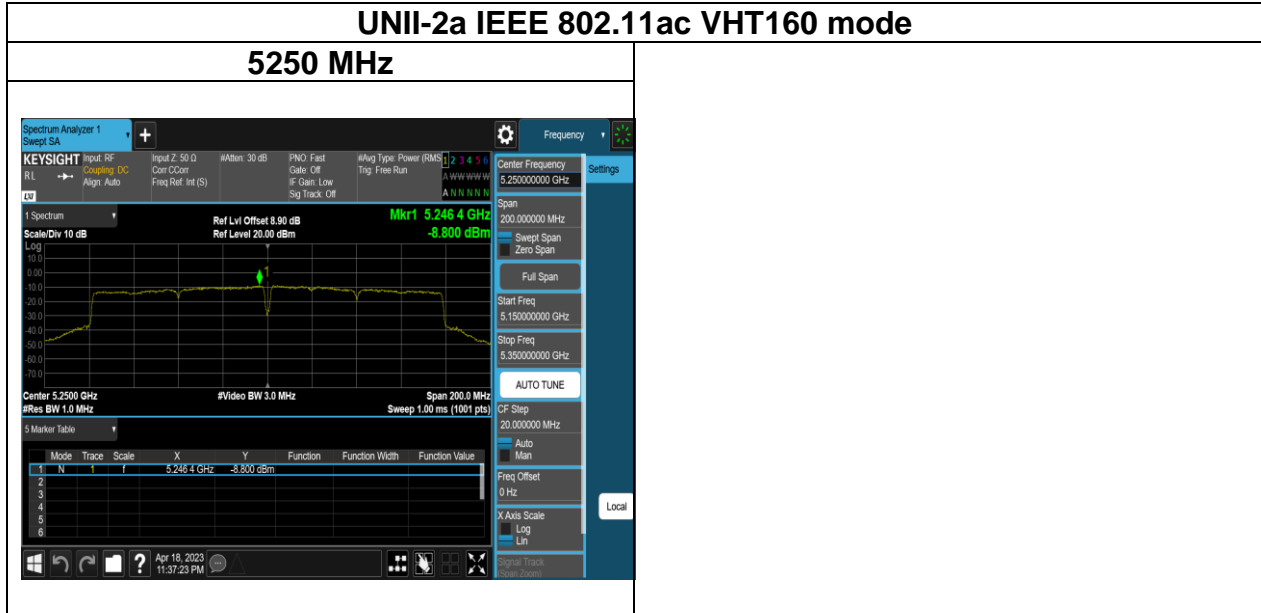 UNII-2a IEEE 802.11ac VHT160 mode
5250 MHz
Spectrum Analyzer 1
Swept SA
+
Frequency
KEYSIGHT
RL
LXI
Input: RF
Coupling: DC
Align: Auto
Input Z: 50 Ω
Corr CCorr
Freq Ref: Int (S)
#Atten: 30 dB
PNO: Fast
Gate: Off
IF Gain: Low
Sig Track: Off
#Avg Type: Power (RMS
Trig: Free Run
1 2 3 4 5 6
A W W W W W
A N N N N N
1 Spectrum
Scale/Div 10 dB
Ref Lvl Offset 8.90 dB
Ref Level 20.00 dBm
Mkr1 5.246 4 GHz
-8.800 dBm
Log
10.0
0.00
-10.0
-20.0
-30.0
-40.0
-50.0
-60.0
-70.0
1
Center 5.2500 GHz
#Res BW 1.0 MHz
#Video BW 3.0 MHz
Span 200.0 MHz
Sweep 1.00 ms (1001 pts)
5 Marker Table
Mode Trace Scale X Y Function Function Width Function Value
1 N 1 f 5.246 4 GHz -8.800 dBm
2
3
4
5
6
Center Frequency
5.250000000 GHz
Settings
Span
200.000000 MHz
Swept Span
Zero Span
Full Span
Start Freq
5.150000000 GHz
Stop Freq
5.350000000 GHz
AUTO TUNE
CF Step
20.000000 MHz
Auto
Man
Freq Offset
0 Hz
Local
X Axis Scale
Log
Lin
Signal Track
(Span Zoom)
?
Apr 18, 2023
11:37:23 PM